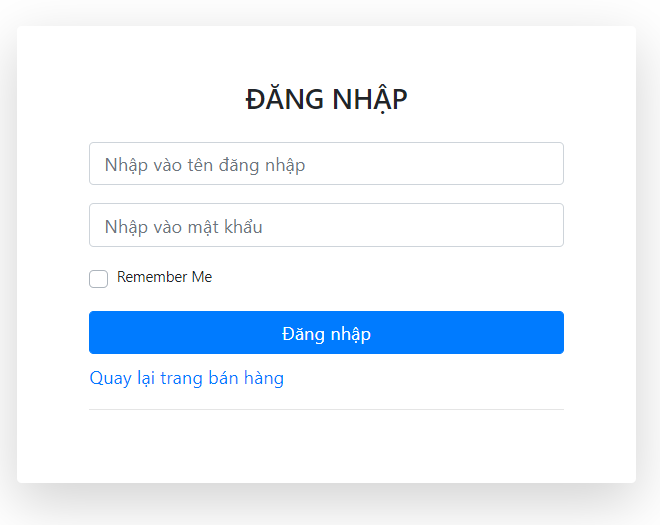 ĐĂNG NHẬP
Nhập vào tên đăng nhập
Nhập vào mật khẩu
Remember Me
Đăng nhập
Quay lại trang bán hàng